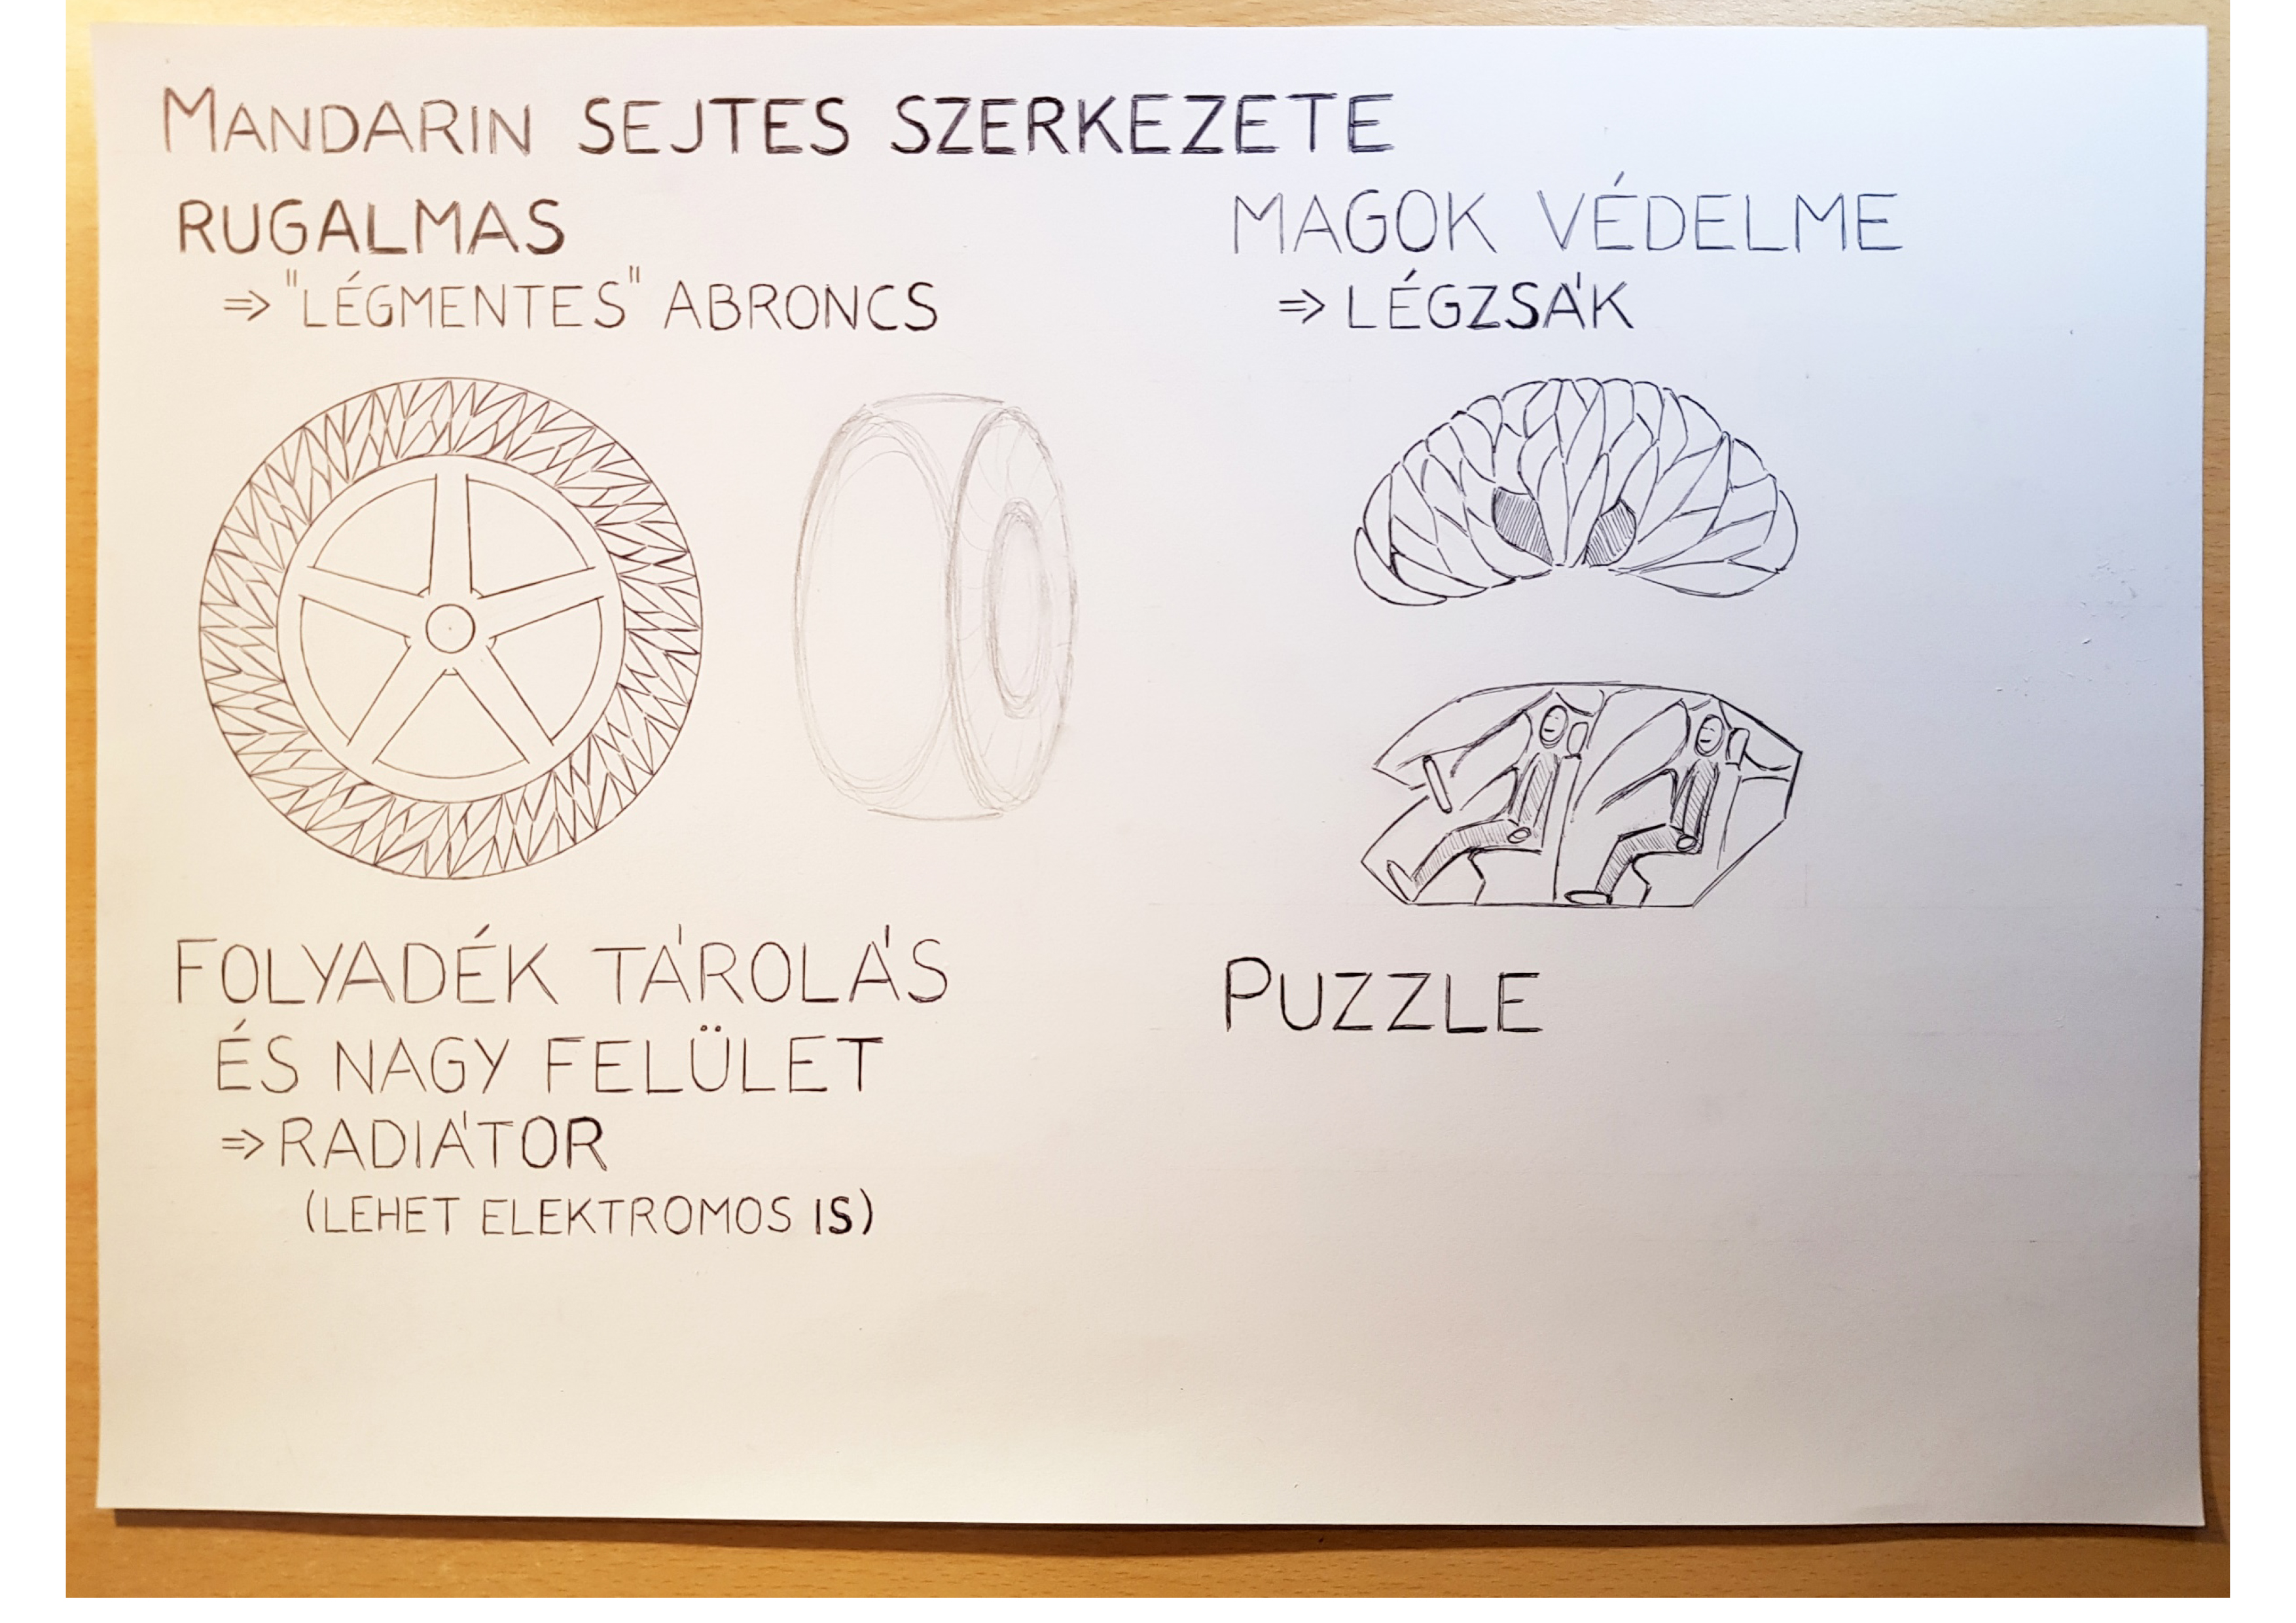 MANDARIN SEJTES SZERKEZETE
RUGALMAS
⇒ "LÉGMENTES" ABRONCS
FOLYADÉK TÁROLÁS
ÉS NAGY FELÜLET
⇒ RADIÁTOR
(LEHET ELEKTROMOS IS)
MAGOK VÉDELME
⇒ LÉGZSÁK
PUZZLE